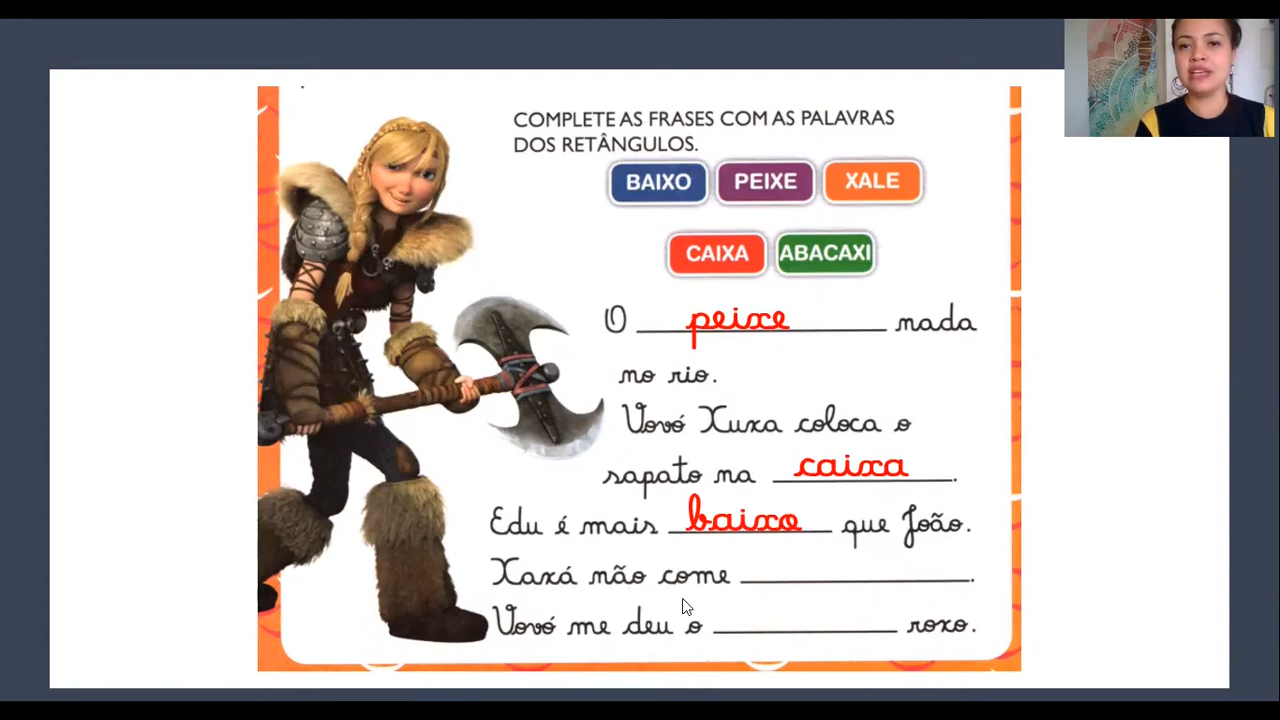 COMPLETE AS FRASES COM AS PALAVRAS
DOS RETÂNGULOS.
BAIXO PEIXE XALE
CAIXA ABACAXI
O peixe nada
no rio.
Vovó Xuxa coloca o
sapato na caixa.
Edu é mais baixo que João.
Xaxá não come .
Vovó me deu o roxo.